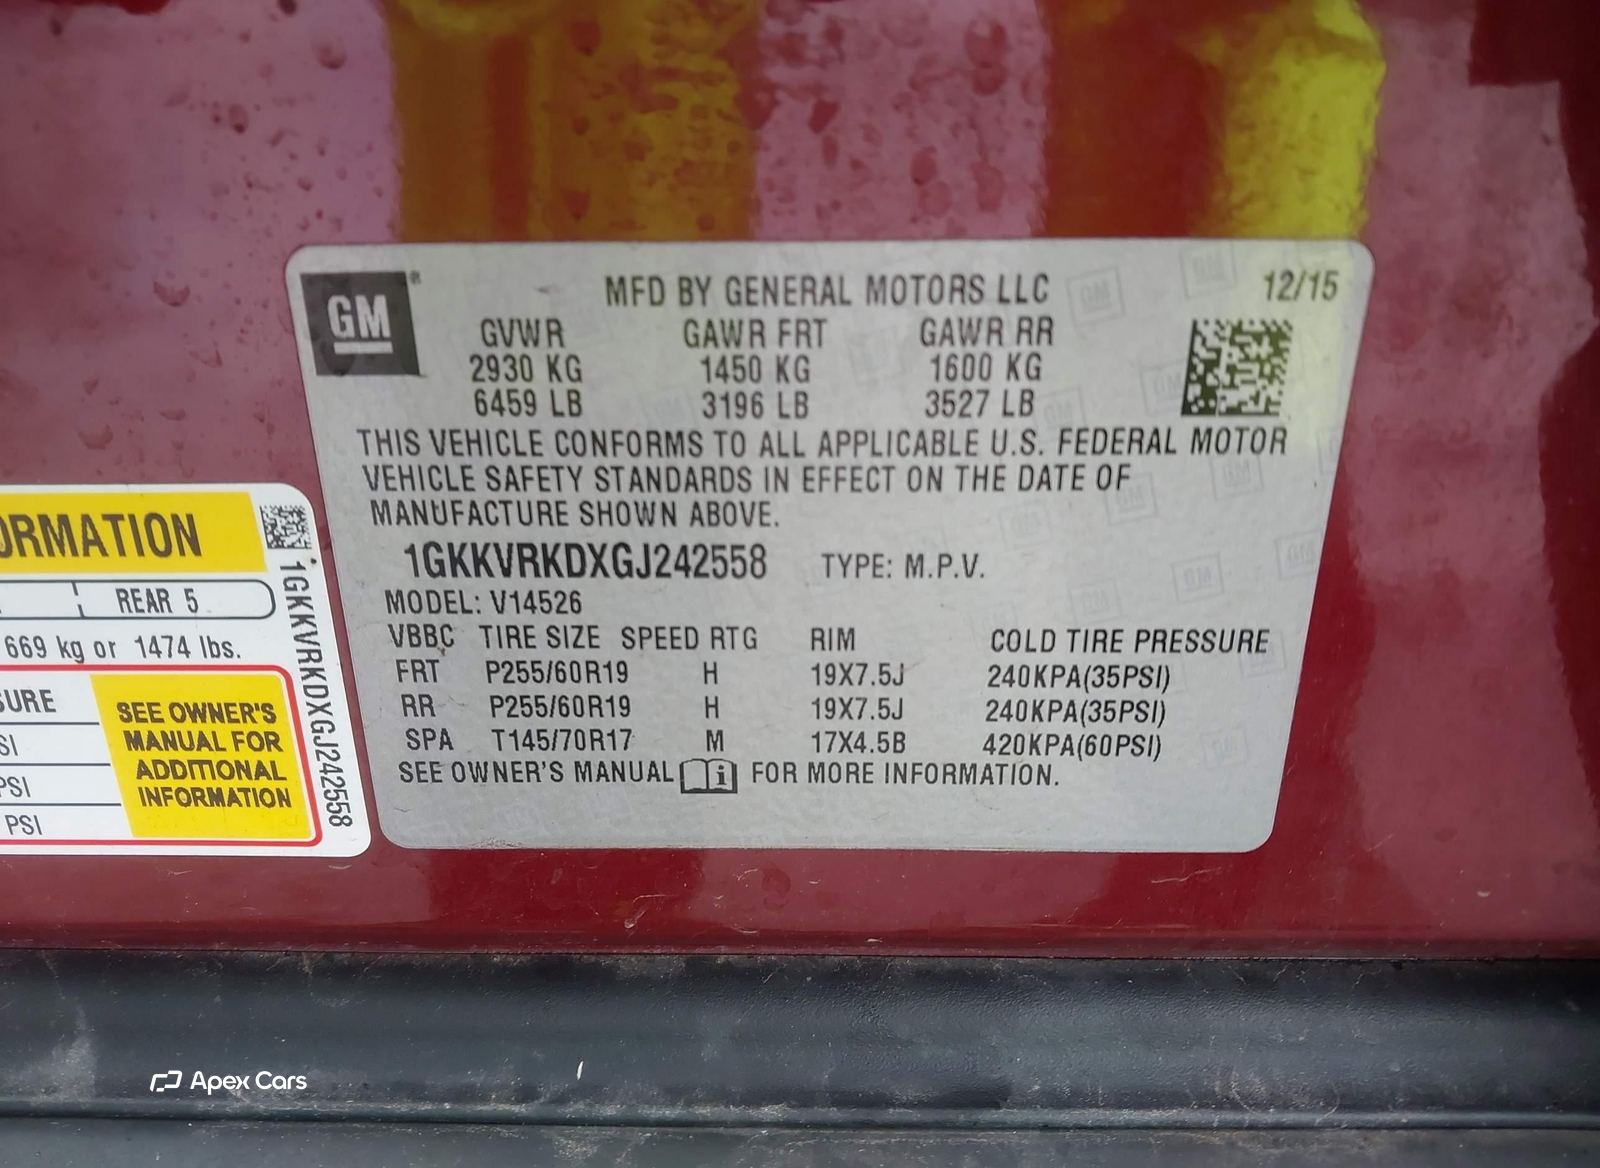 GM
MFD BY GENERAL MOTORS LLC 12/15
GVWR GAWR FRT GAWR RR
2930 KG 1450 KG 1600 KG
6459 LB 3196 LB 3527 LB
THIS VEHICLE CONFORMS TO ALL APPLICABLE U.S. FEDERAL MOTOR
VEHICLE SAFETY STANDARDS IN EFFECT ON THE DATE OF
MANUFACTURE SHOWN ABOVE.
1GKKVRKDXGJ242558 TYPE: M.P.V.
MODEL: V14526
VBBC TIRE SIZE SPEED RTG RIM COLD TIRE PRESSURE
FRT P255/60R19 H 19X7.5J 240KPA(35PSI)
RR P255/60R19 H 19X7.5J 240KPA(35PSI)
SPA T145/70R17 M 17X4.5B 420KPA(60PSI)
SEE OWNER'S MANUAL i FOR MORE INFORMATION.
ORMATION
REAR 5
669 kg or 1474 lbs.
SURE
SI
PSI
PSI
SEE OWNER'S
MANUAL FOR
ADDITIONAL
INFORMATION
1GKKVRKDXGJ242558
Apex Cars